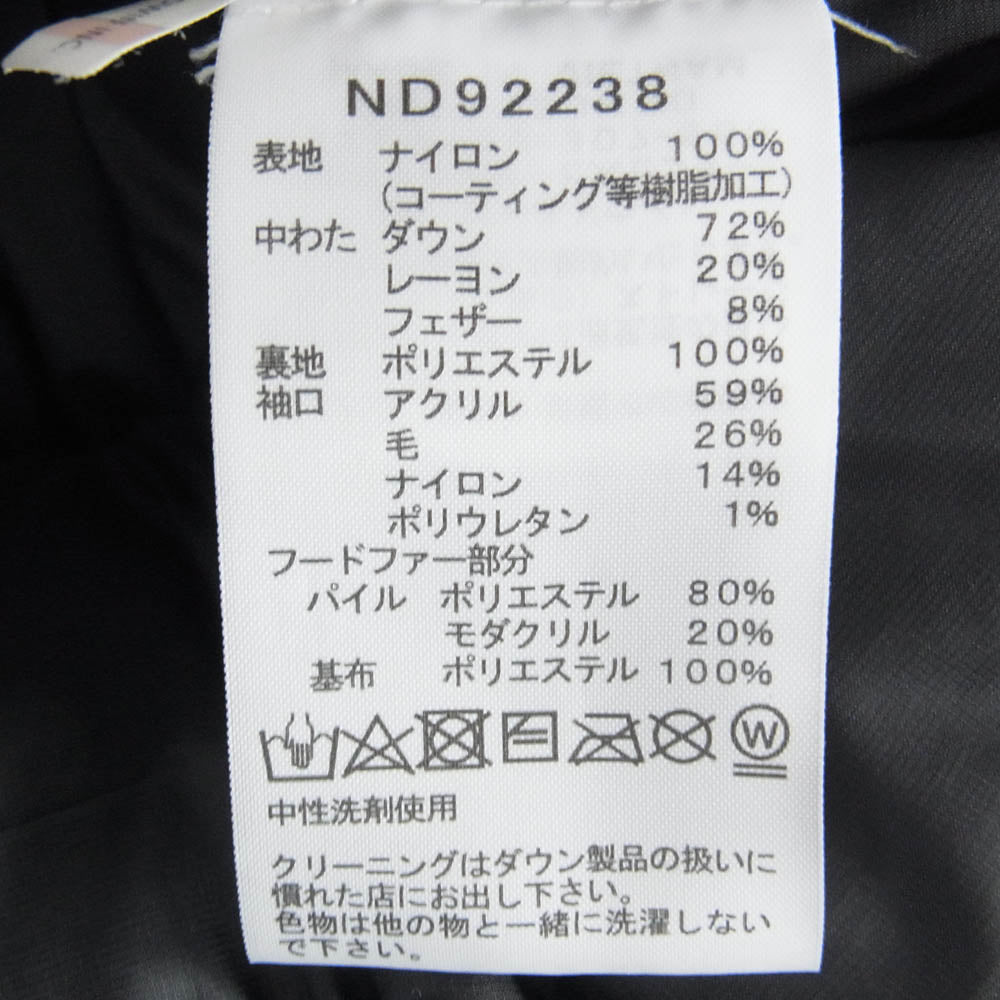 ND92238
表地 ナイロン 100%
(コーティング等樹脂加工)
中わた ダウン 72%
レーヨン 20%
フェザー 8%
裏地 ポリエステル 100%
袖口 アクリル 59%
毛 26%
ナイロン 14%
ポリウレタン 1%
フードファー部分
パイル ポリエステル 80%
モダクリル 20%
基布 ポリエステル 100%
W
中性洗剤使用
クリーニングはダウン製品の扱いに
慣れた店にお出し下さい。
色物は他の物と一緒に洗濯しない
で下さい。